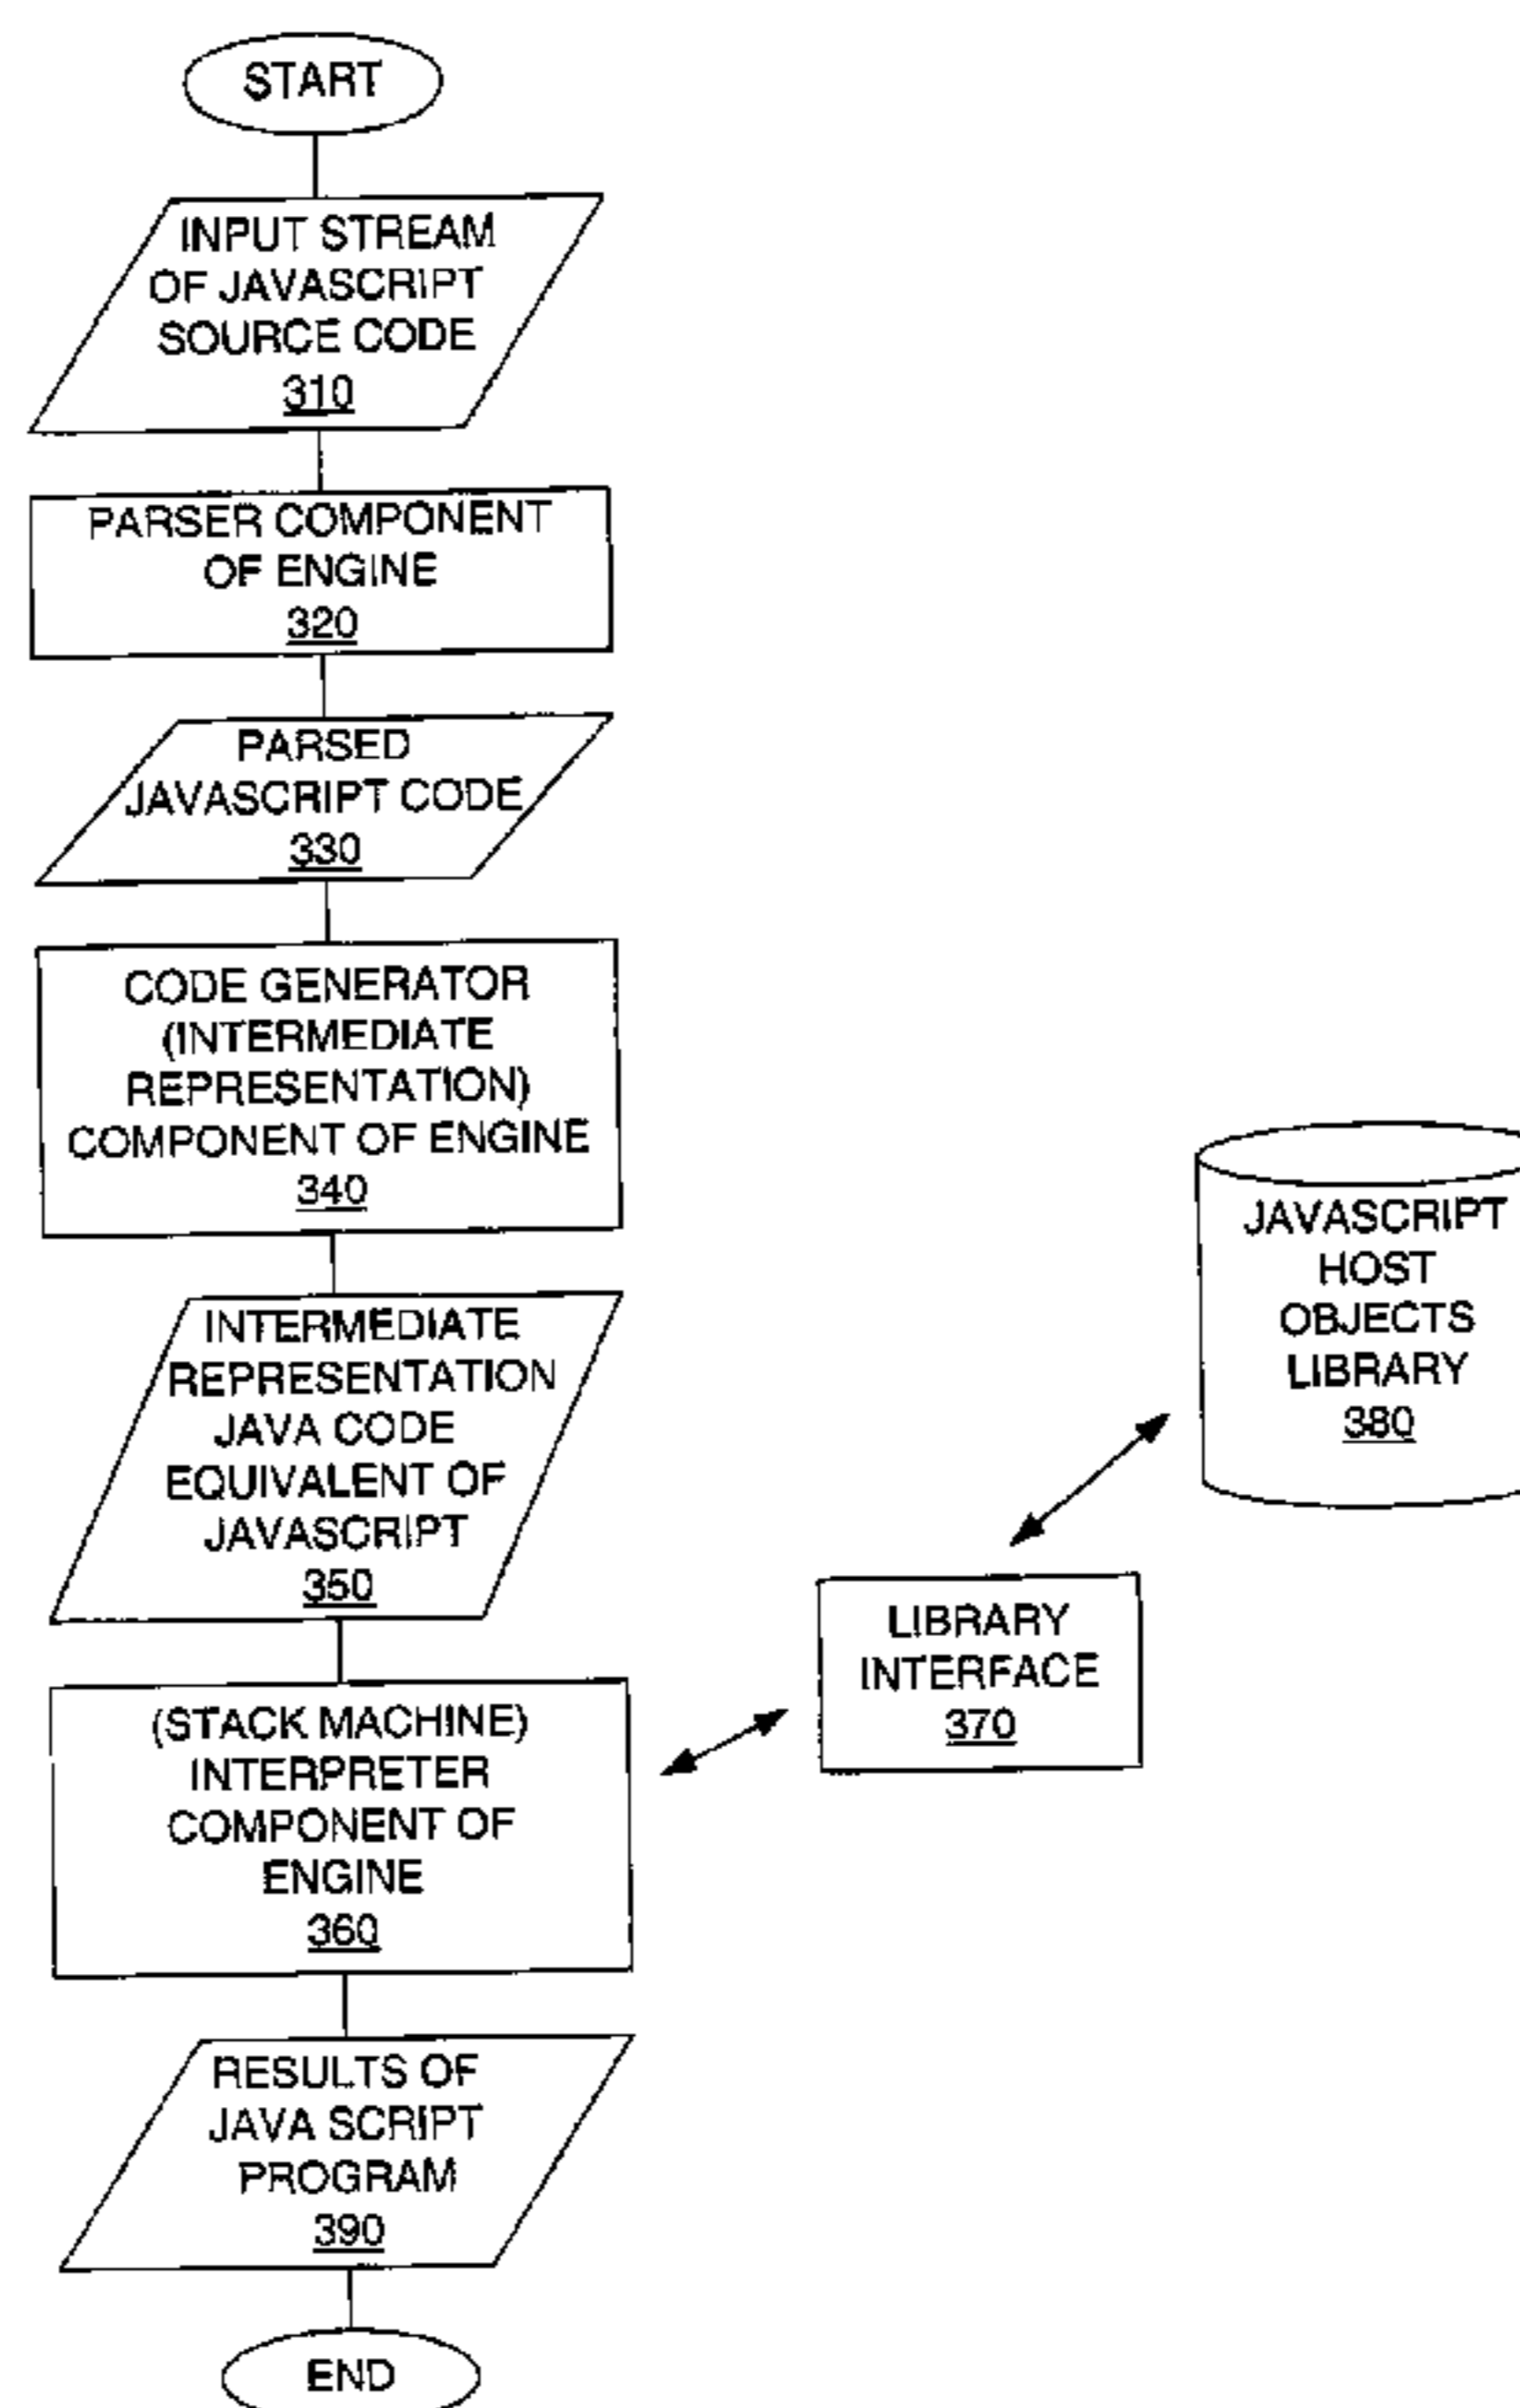 START
INPUT STREAM
OF JAVASCRIPT
SOURCE CODE
310
PARSER COMPONENT
OF ENGINE
320
PARSED
JAVASCRIPT CODE
330
CODE GENERATOR
(INTERMEDIATE
REPRESENTATION)
COMPONENT OF ENGINE
340
INTERMEDIATE
REPRESENTATION
JAVA CODE
EQUIVALENT OF
JAVASCRIPT
350
(STACK MACHINE)
INTERPRETER
COMPONENT OF
ENGINE
360
LIBRARY
INTERFACE
370
JAVASCRIPT
HOST
OBJECTS
LIBRARY
380
RESULTS OF
JAVA SCRIPT
PROGRAM
390
END